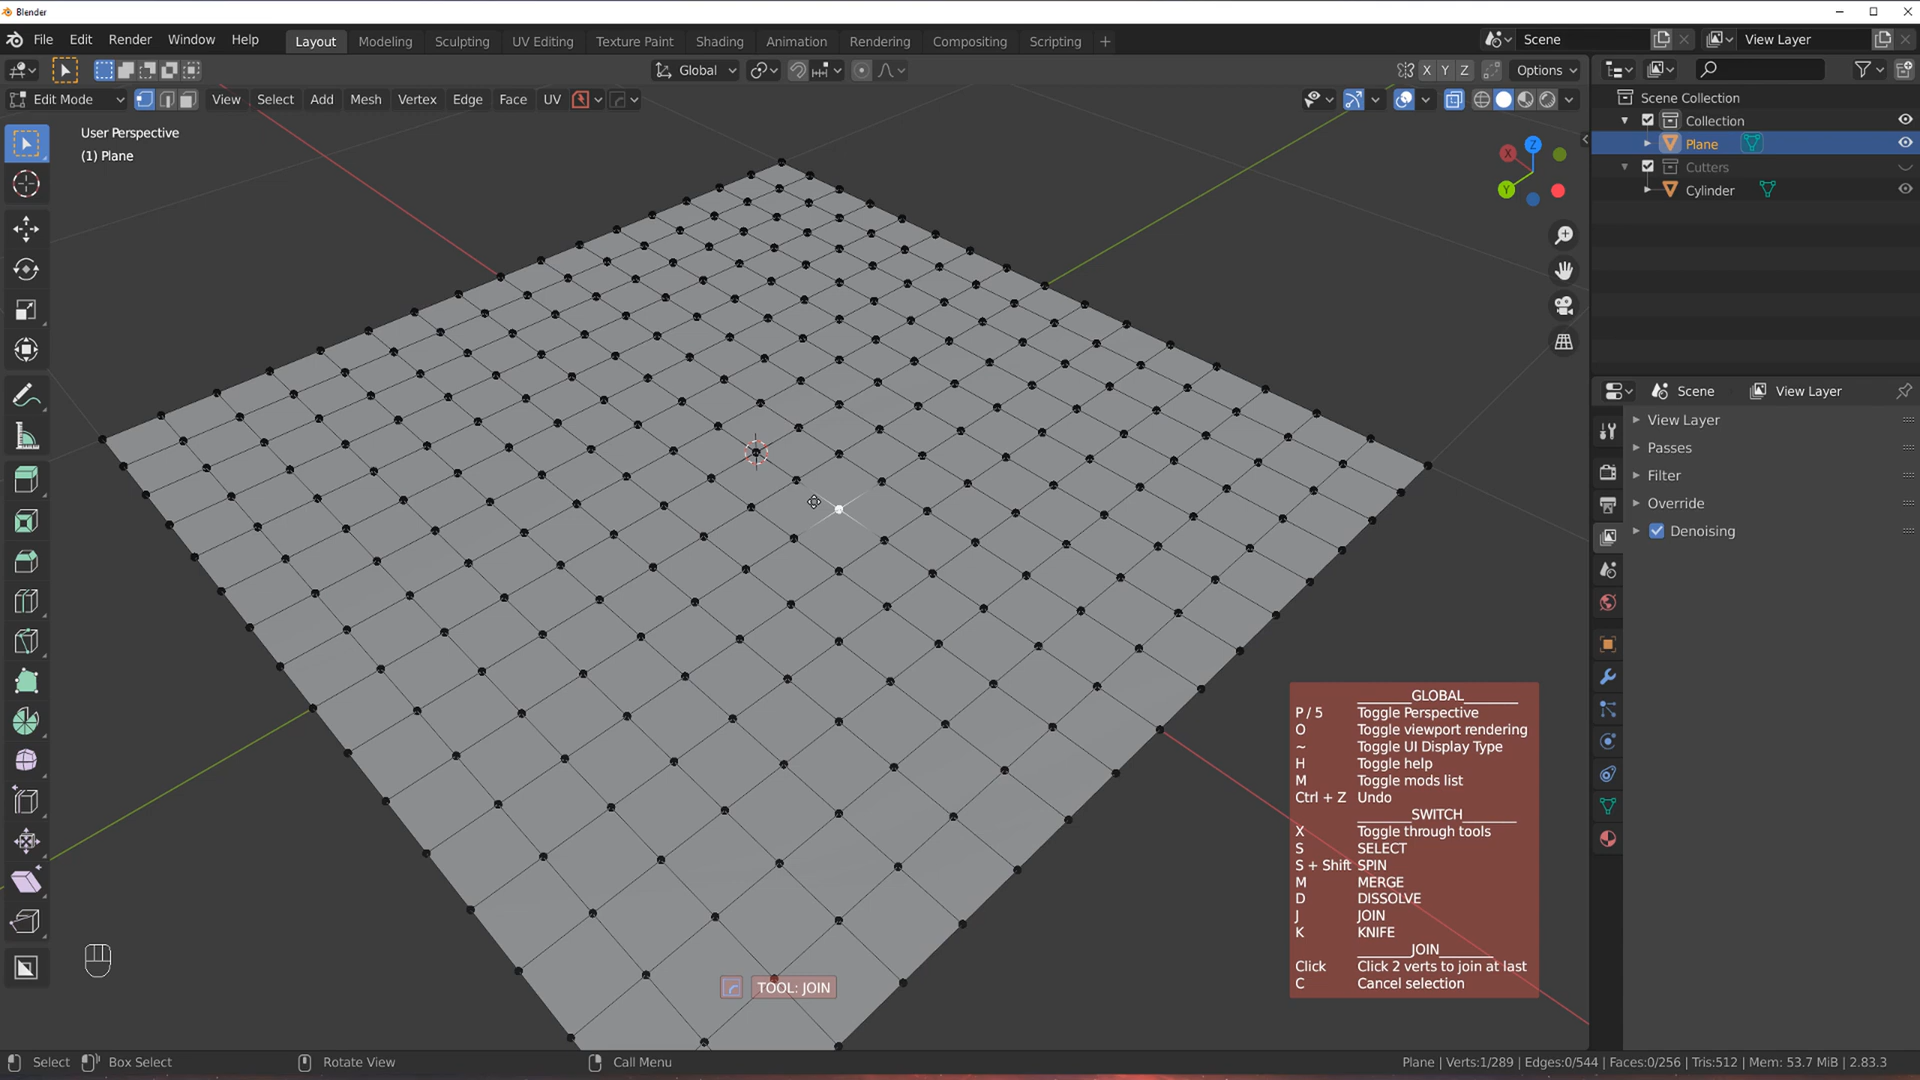 Blender
File Edit Render Window Help
Layout Modeling Sculpting UV Editing Texture Paint Shading Animation Rendering Compositing Scripting +
Scene
View Layer
Global
X Y Z
Options
Edit Mode
View Select Add Mesh Vertex Edge Face UV
User Perspective
(1) Plane
X
Z
Y
Scene Collection
Collection
Plane
Cutters
Cylinder
Scene View Layer
View Layer
Passes
Filter
Override
Denoising
GLOBAL
P / 5 Toggle Perspective
O Toggle viewport rendering
~ Toggle UI Display Type
H Toggle help
M Toggle mods list
Ctrl + Z Undo
SWITCH
X Toggle through tools
S SELECT
S + Shift SPIN
M MERGE
D DISSOLVE
J JOIN
K KNIFE
JOIN
Click Click 2 verts to join at last
C Cancel selection
TOOL: JOIN
Select Box Select Rotate View Call Menu
Plane | Verts:1/289 | Edges:0/544 | Faces:0/256 | Tris:512 | Mem: 53.7 MiB | 2.83.3